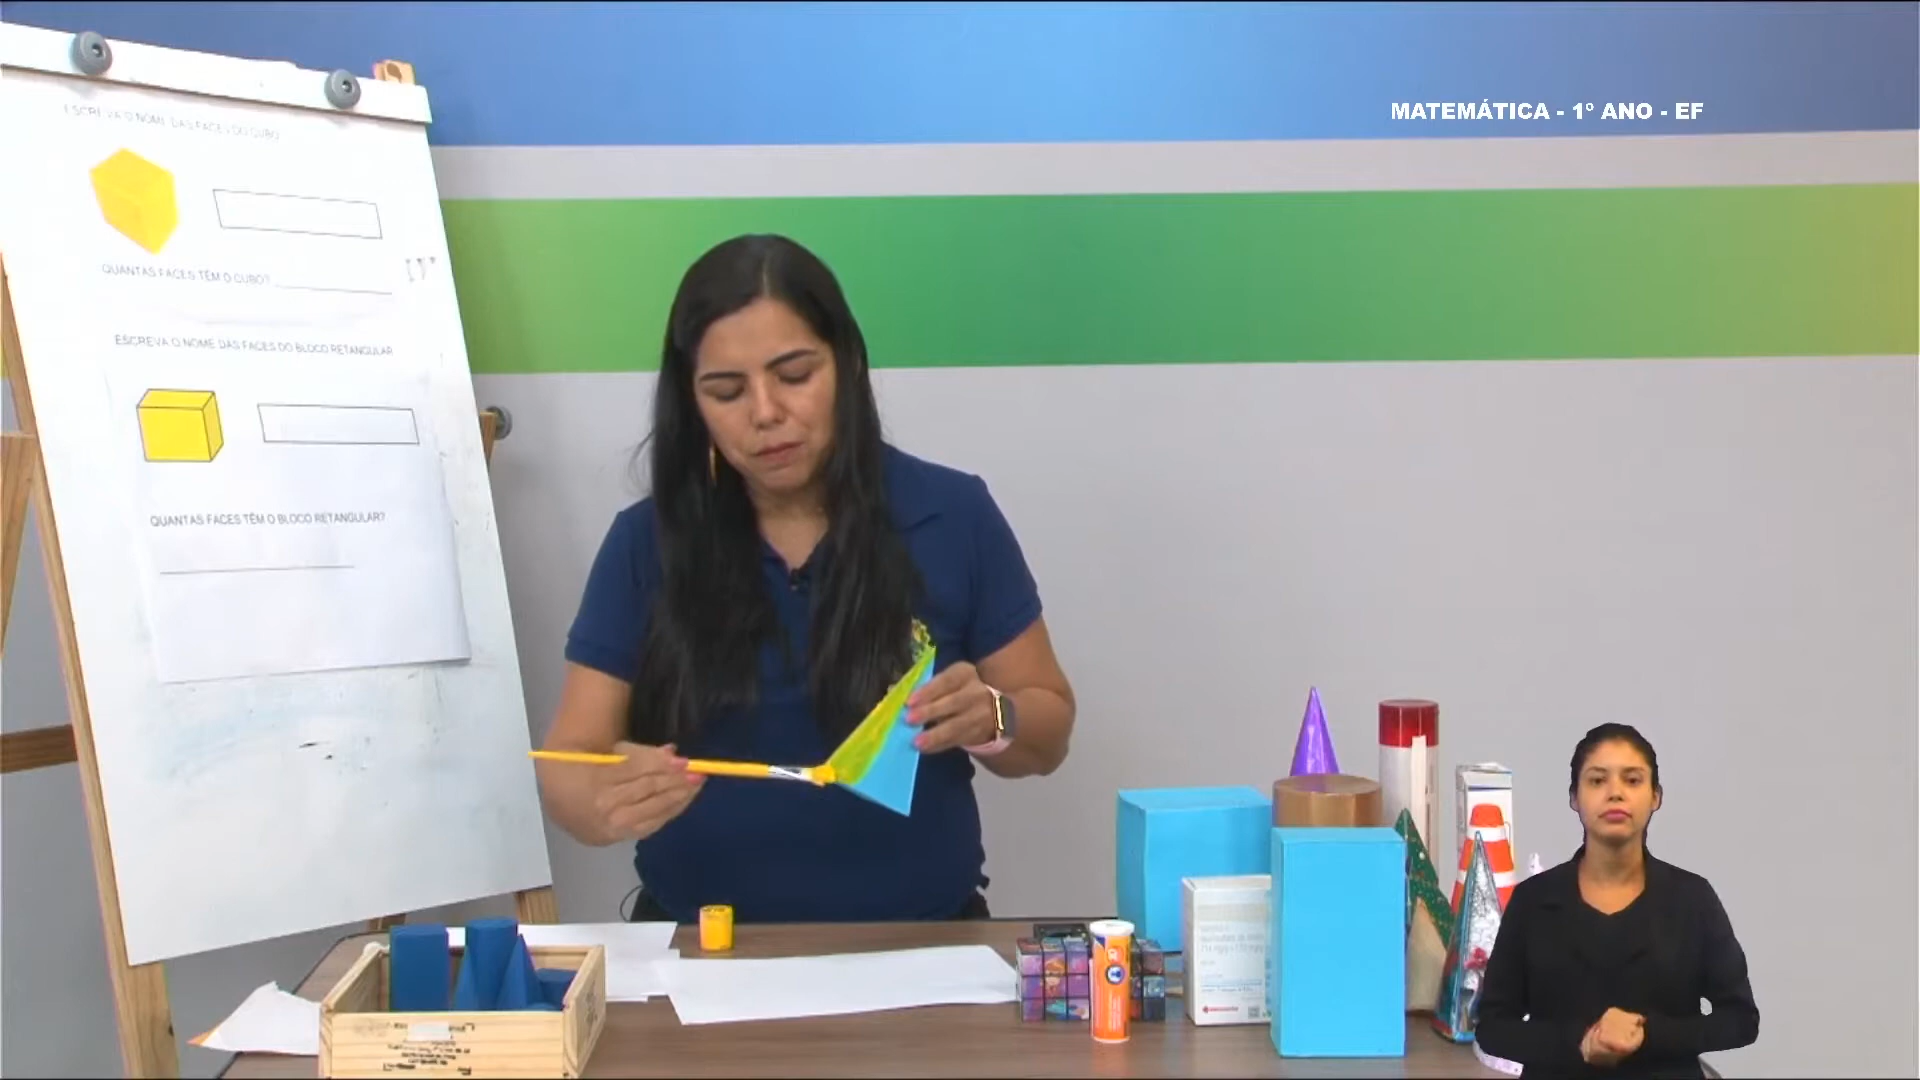 MATEMÁTICA - 1º ANO - EF
ESCREVA O NOME DAS FACES DO CUBO
QUANTAS FACES TÊM O CUBO?
ESCREVA O NOME DAS FACES DO BLOCO RETANGULAR
QUANTAS FACES TÊM O BLOCO RETANGULAR?